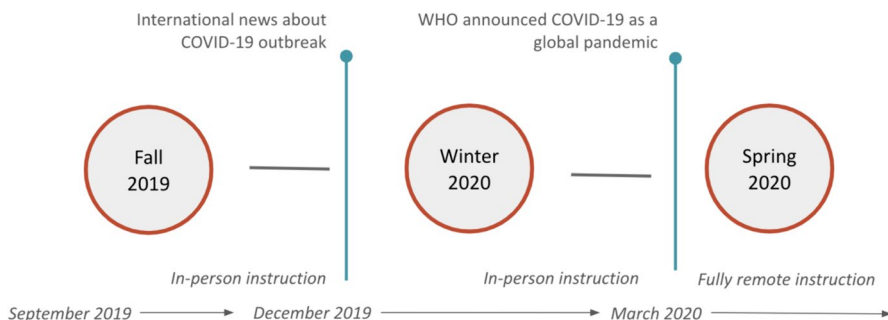 International news about
COVID-19 outbreak
WHO announced COVID-19 as a
global pandemic
Fall
2019
Winter
2020
Spring
2020
In-person instruction
In-person instruction
Fully remote instruction
September 2019
December 2019
March 2020